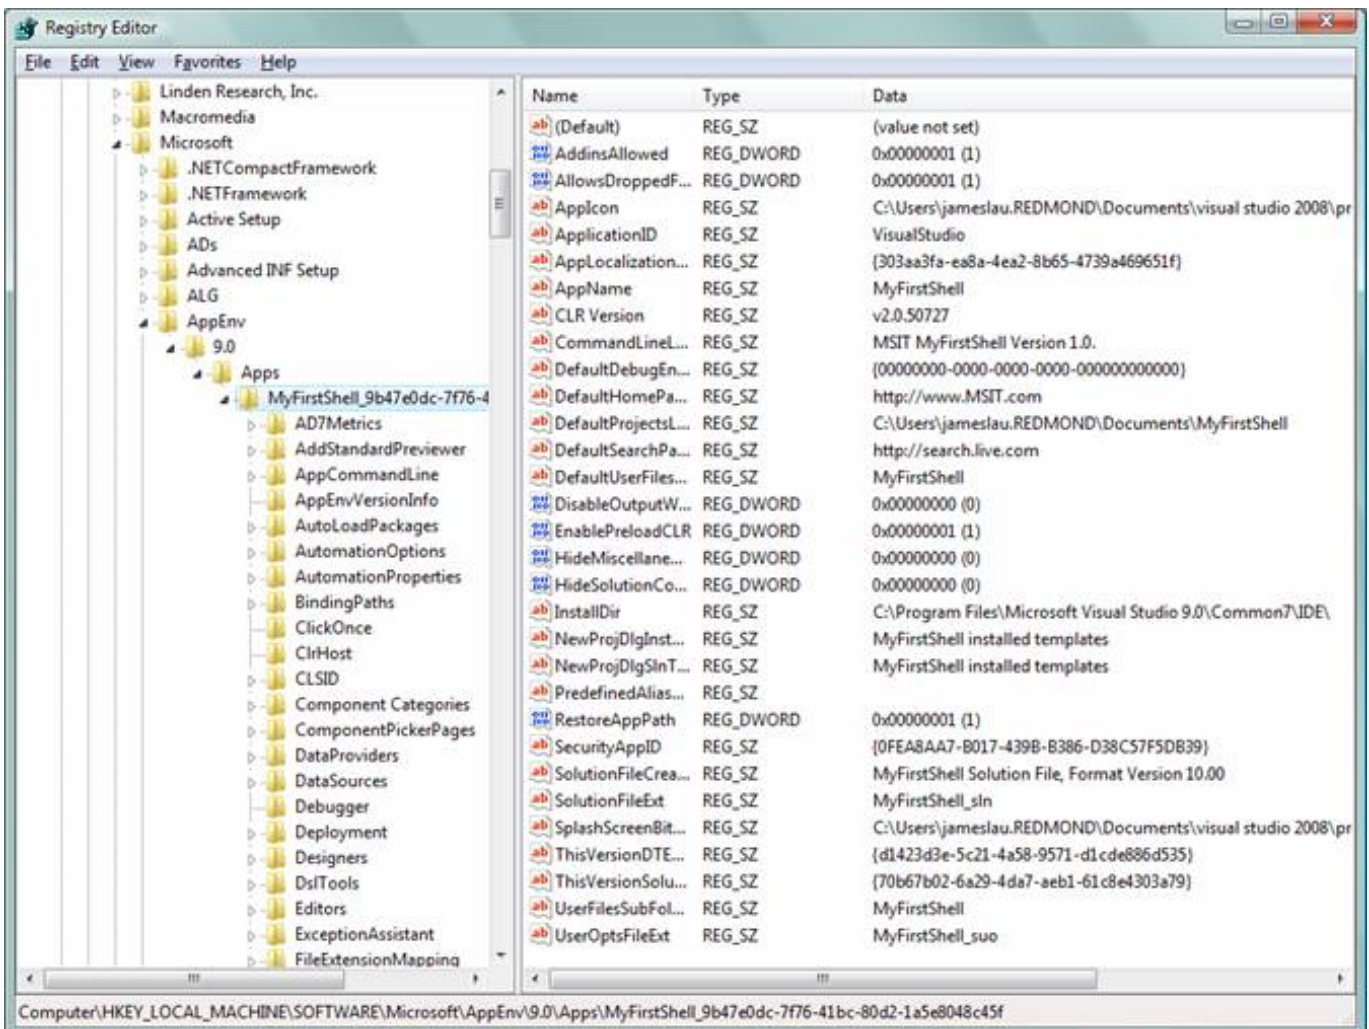 Registry Editor
File Edit View Favorites Help
Linden Research, Inc.
Macromedia
Microsoft
.NETCompactFramework
.NETFramework
Active Setup
ADs
Advanced INF Setup
ALG
AppEnv
9.0
Apps
MyFirstShell_9b47e0dc-7f76-4
AD7Metrics
AddStandardPreviewer
AppCommandLine
AppEnvVersionInfo
AutoLoadPackages
AutomationOptions
AutomationProperties
BindingPaths
ClickOnce
ClrHost
CLSID
Component Categories
ComponentPickerPages
DataProviders
DataSources
Debugger
Deployment
Designers
DslTools
Editors
ExceptionAssistant
FileExtensionMapping
Name Type Data
(Default) REG_SZ (value not set)
AddinsAllowed REG_DWORD 0x00000001 (1)
AllowsDroppedF... REG_DWORD 0x00000001 (1)
AppIcon REG_SZ C:\Users\jameslau.REDMOND\Documents\visual studio 2008\pr
ApplicationID REG_SZ VisualStudio
AppLocalization... REG_SZ {303aa3fa-ea8a-4ea2-8b65-4739a469651f}
AppName REG_SZ MyFirstShell
CLR Version REG_SZ v2.0.50727
CommandLineL... REG_SZ MSIT MyFirstShell Version 1.0.
DefaultDebugEn... REG_SZ {00000000-0000-0000-0000-000000000000}
DefaultHomePa... REG_SZ http://www.MSIT.com
DefaultProjectsL... REG_SZ C:\Users\jameslau.REDMOND\Documents\MyFirstShell
DefaultSearchPa... REG_SZ http://search.live.com
DefaultUserFiles... REG_SZ MyFirstShell
DisableOutputW... REG_DWORD 0x00000000 (0)
EnablePreloadCLR REG_DWORD 0x00000001 (1)
HideMiscellane... REG_DWORD 0x00000000 (0)
HideSolutionCo... REG_DWORD 0x00000000 (0)
InstallDir REG_SZ C:\Program Files\Microsoft Visual Studio 9.0\Common7\IDE\
NewProjDlgInst... REG_SZ MyFirstShell installed templates
NewProjDlgSlnT... REG_SZ MyFirstShell installed templates
PredefinedAlias... REG_SZ
RestoreAppPath REG_DWORD 0x00000001 (1)
SecurityAppID REG_SZ {0FEA8AA7-B017-439B-B386-D38C57F5DB39}
SolutionFileCrea... REG_SZ MyFirstShell Solution File, Format Version 10.00
SolutionFileExt REG_SZ MyFirstShell_sln
SplashScreenBit... REG_SZ C:\Users\jameslau.REDMOND\Documents\visual studio 2008\pr
ThisVersionDTE... REG_SZ {d1423d3e-5c21-4a58-9571-d1cde886d535}
ThisVersionSolu... REG_SZ {70b67b02-6a29-4da7-aeb1-61c8e4303a79}
UserFilesSubFol... REG_SZ MyFirstShell
UserOptsFileExt REG_SZ MyFirstShell_suo
Computer\HKEY_LOCAL_MACHINE\SOFTWARE\Microsoft\AppEnv\9.0\Apps\MyFirstShell_9b47e0dc-7f76-41bc-80d2-1a5e8048c45f